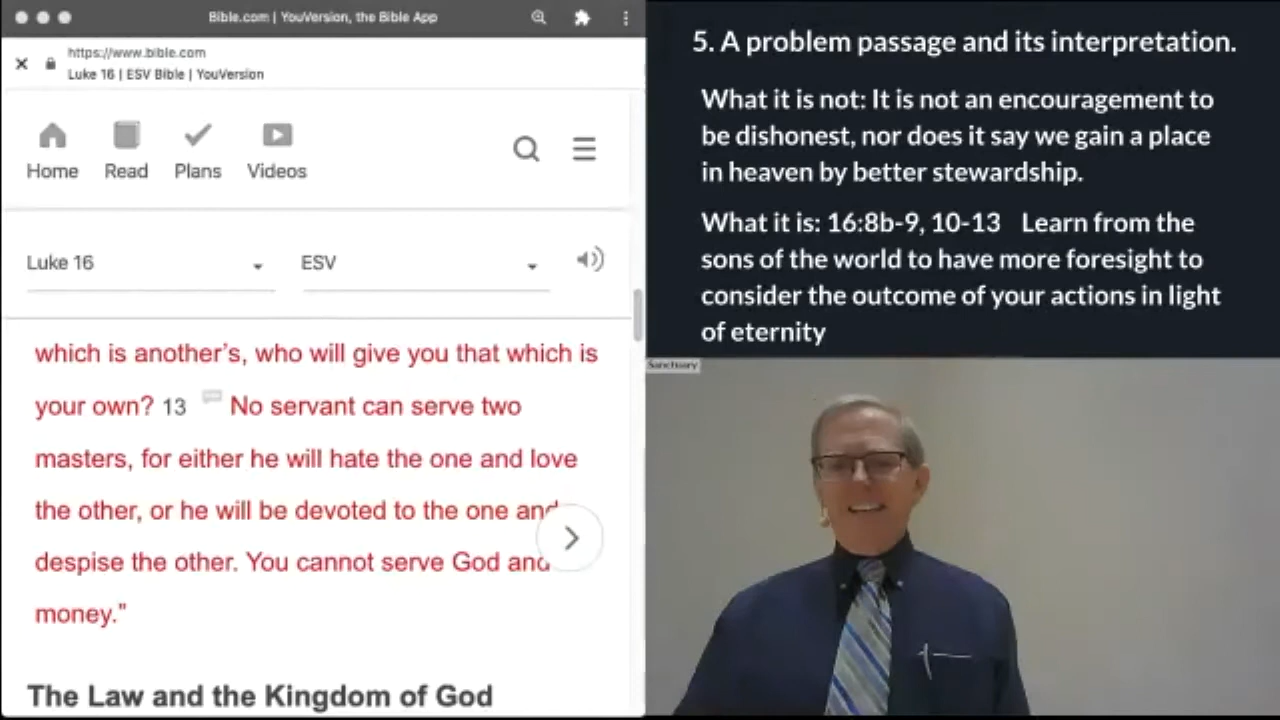 Bible.com | YouVersion, the Bible App
https://www.bible.com
Luke 16 | ESV Bible | YouVersion
Home Read Plans Videos
Luke 16 ESV
which is another's, who will give you that which is
your own? 13 No servant can serve two
masters, for either he will hate the one and love
the other, or he will be devoted to the one and
despise the other. You cannot serve God and
money."
The Law and the Kingdom of God
5. A problem passage and its interpretation.
What it is not: It is not an encouragement to
be dishonest, nor does it say we gain a place
in heaven by better stewardship.
What it is: 16:8b-9, 10-13 Learn from the
sons of the world to have more foresight to
consider the outcome of your actions in light
of eternity
Sanctuary